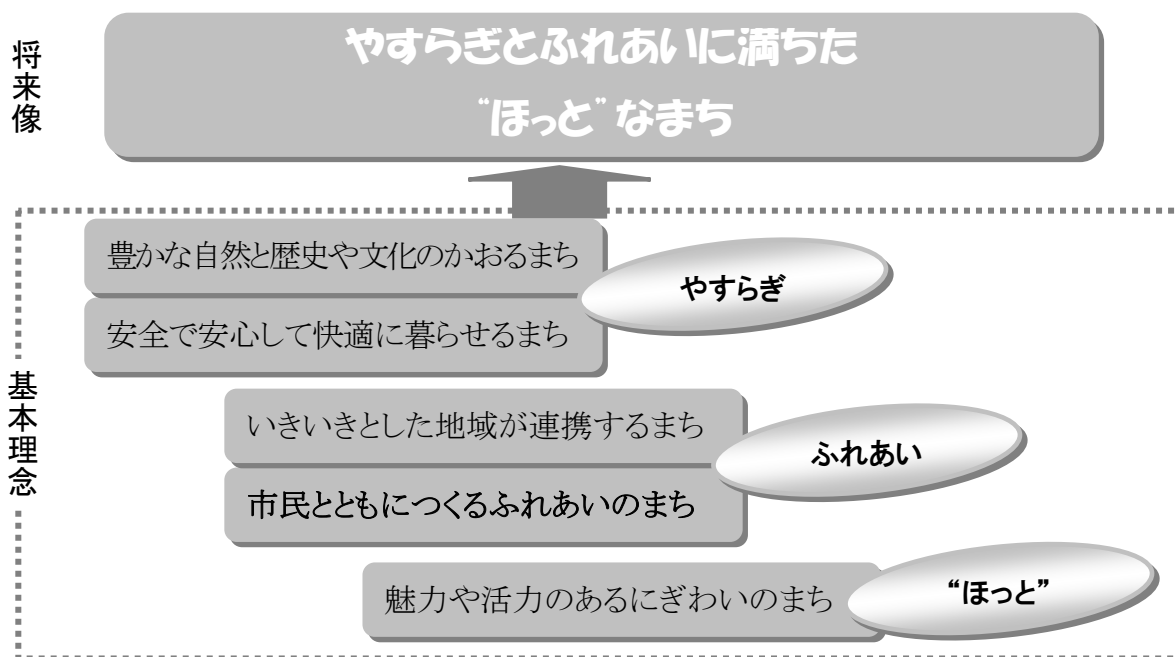 将来像
やすらぎとふれあいに満ちた
“ほっと”なまち
基本理念
豊かな自然と歴史や文化のかおるまち
やすらぎ
安全で安心して快適に暮らせるまち
いきいきとした地域が連携するまち
ふれあい
市民とともにつくるふれあいのまち
魅力や活力のあるにぎわいのまち
“ほっと”